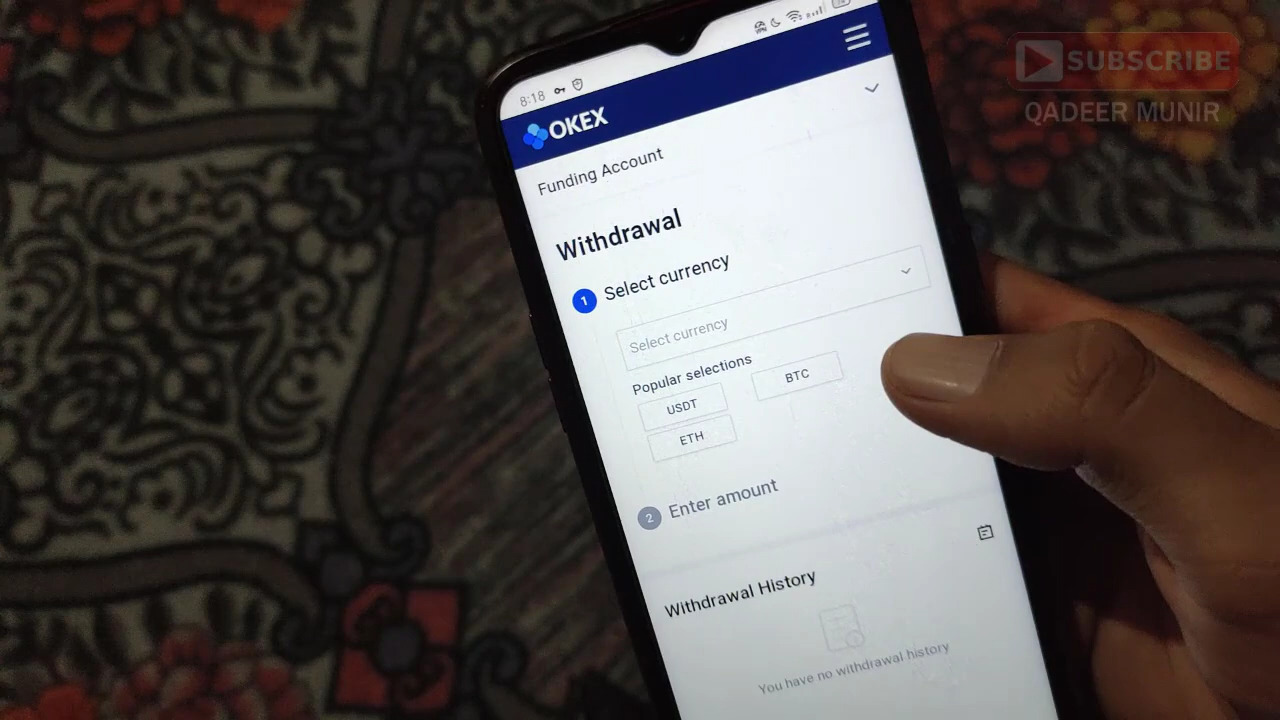 SUBSCRIBE
QADEER MUNIR
8:18
OKEX
Funding Account
Withdrawal
1 Select currency
Select currency
Popular selections
USDT
BTC
ETH
2 Enter amount
Withdrawal History
You have no withdrawal history